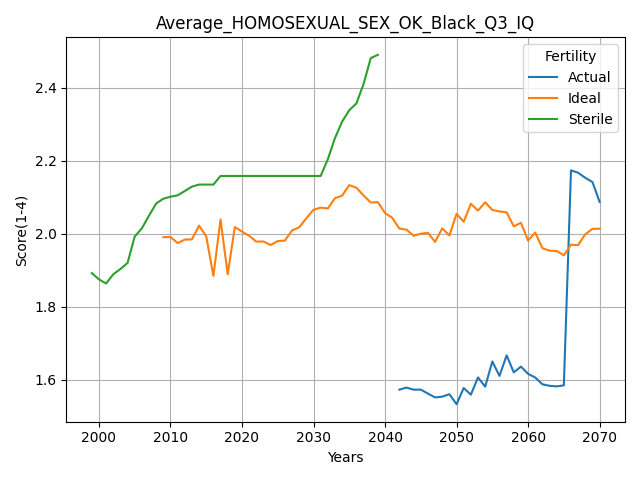 Average_HOMOSEXUAL_SEX_OK_Black_Q3_IQ
Fertility
Actual
Ideal
Sterile
Score(1-4)
2.4
2.2
2.0
1.8
1.6
2000 2010 2020 2030 2040 2050 2060 2070
Years